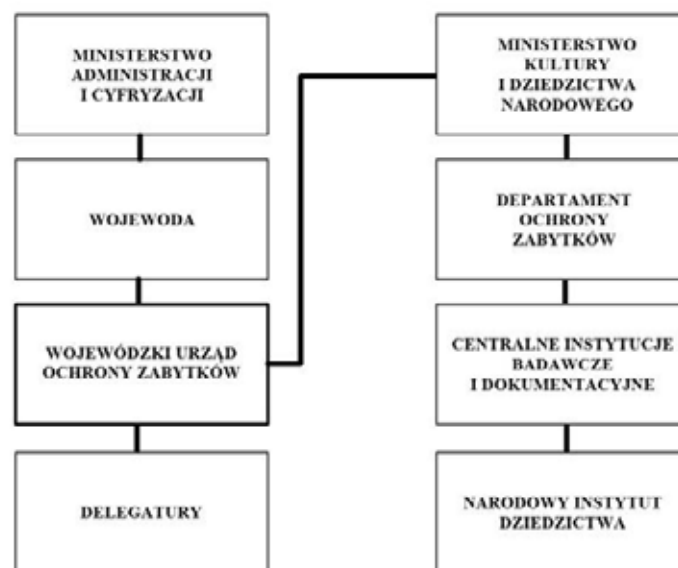 MINISTERSTWO
ADMINISTRACJI
I CYFRYZACJI
WOJEWODA
WOJEWÓDZKI URZĄD
OCHRONY ZABYTKÓW
DELEGATURY
MINISTERSTWO
KULTURY
I DZIEDZICTWA
NARODOWEGO
DEPARTAMENT
OCHRONY
ZABYTKÓW
CENTRALNE INSTYTUCJE
BADAWCZE
I DOKUMENTACYJNE
NARODOWY INSTYTUT
DZIEDZICTWA